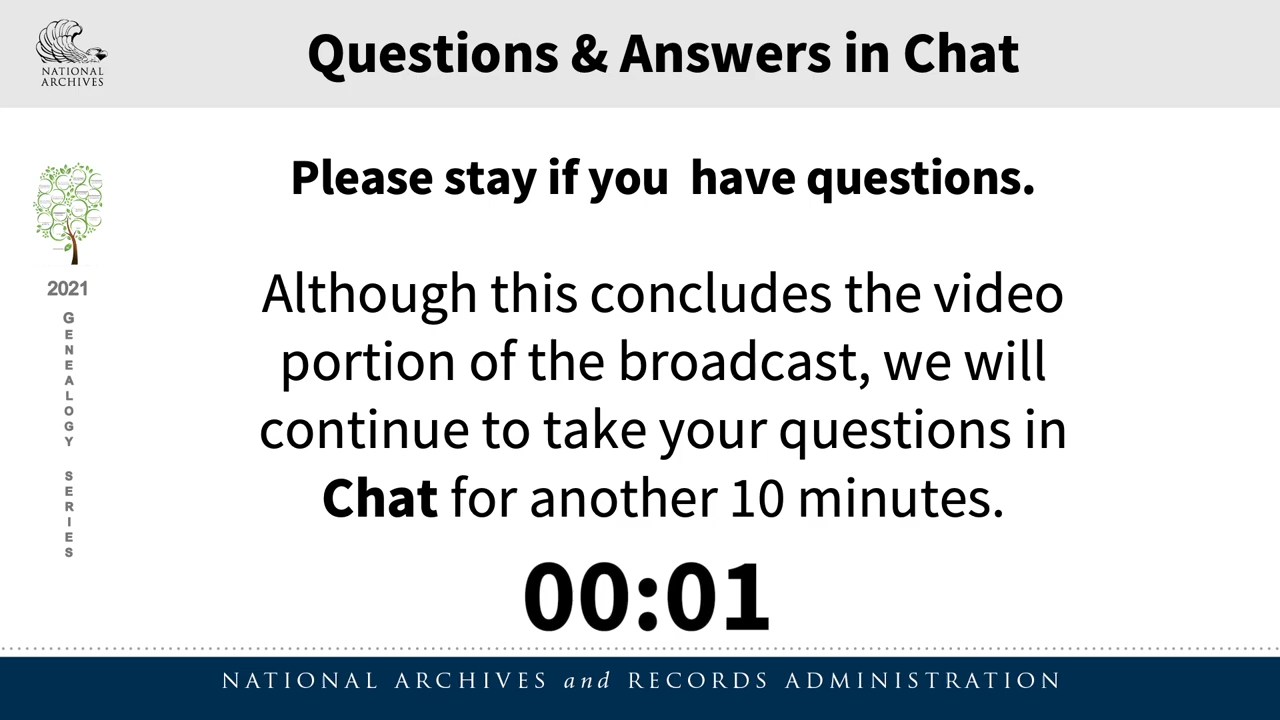 NATIONAL
ARCHIVES
Questions & Answers in Chat
Please stay if you  have questions.
2021
GENEALOGY
SERIES
Although this concludes the video
portion of the broadcast, we will
continue to take your questions in
Chat for another 10 minutes.
00:01
NATIONAL ARCHIVES and RECORDS ADMINISTRATION